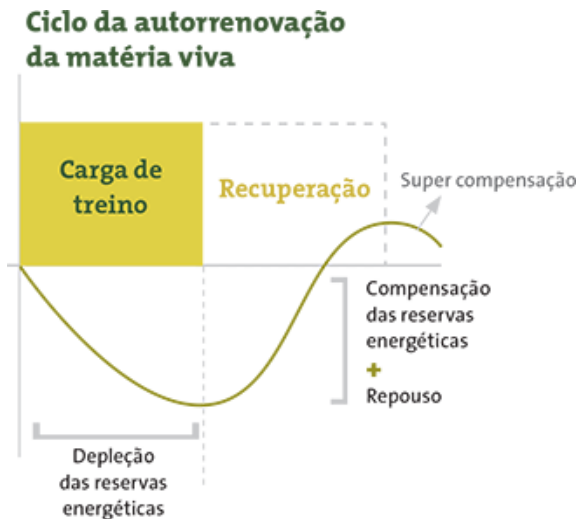 Ciclo da autorrenovação
da matéria viva
Carga de
treino
Recuperação
Super compensação
Compensação
das reservas
energéticas
+
Repouso
Depleção
das reservas
energéticas